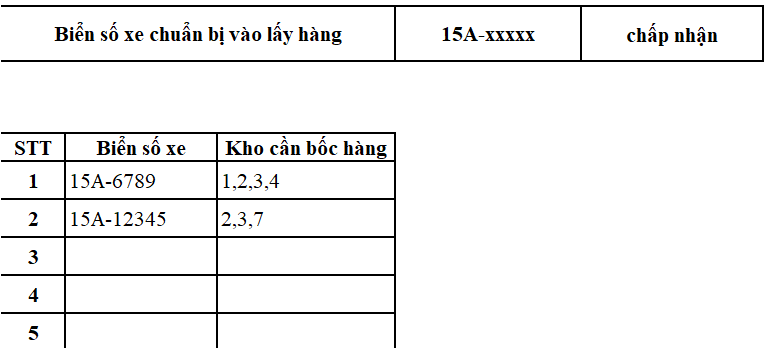 Biển số xe chuẩn bị vào lấy hàng 15A-xxxxx chấp nhận
STT Biển số xe Kho cần bốc hàng
1 15A-6789 1,2,3,4
2 15A-12345 2,3,7
3
4
5